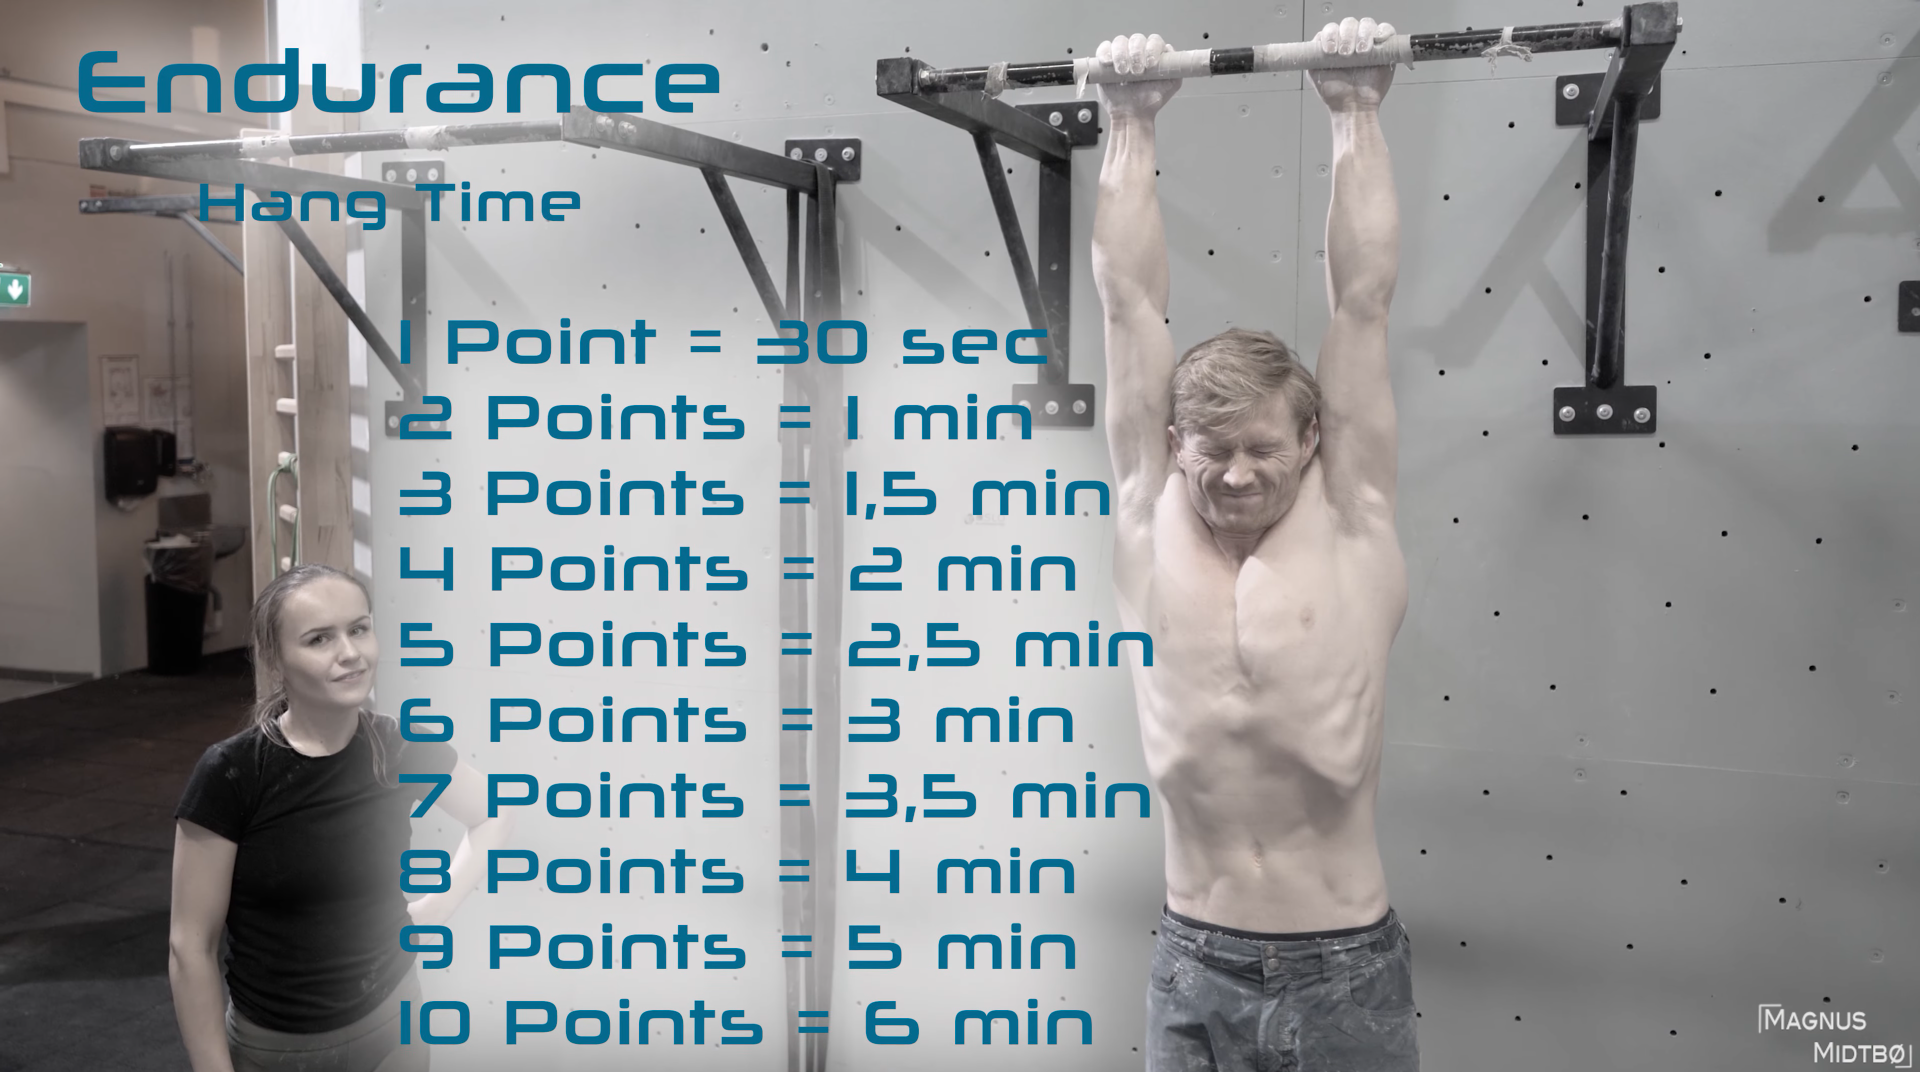 Endurance
Hang Time
1 Point = 30 sec
2 Points = 1 min
3 Points = 1,5 min
4 Points = 2 min
5 Points = 2,5 min
6 Points = 3 min
7 Points = 3,5 min
8 Points = 4 min
9 Points = 5 min
10 Points = 6 min
MAGNUS
MIDTBØ